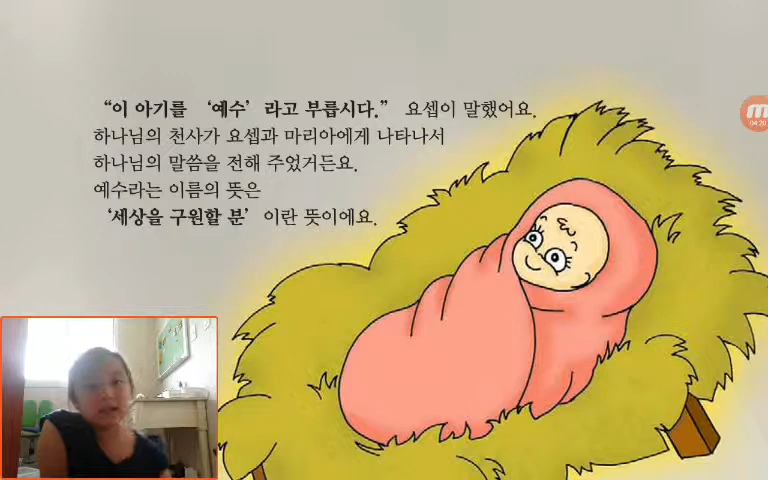 “이 아기를 ‘예수’ 라고 부릅시다.” 요셉이 말했어요.
하나님의 천사가 요셉과 마리아에게 나타나서
하나님의 말씀을 전해 주었거든요.
예수라는 이름의 뜻은
‘세상을 구원할 분’ 이란 뜻이에요.
04:20